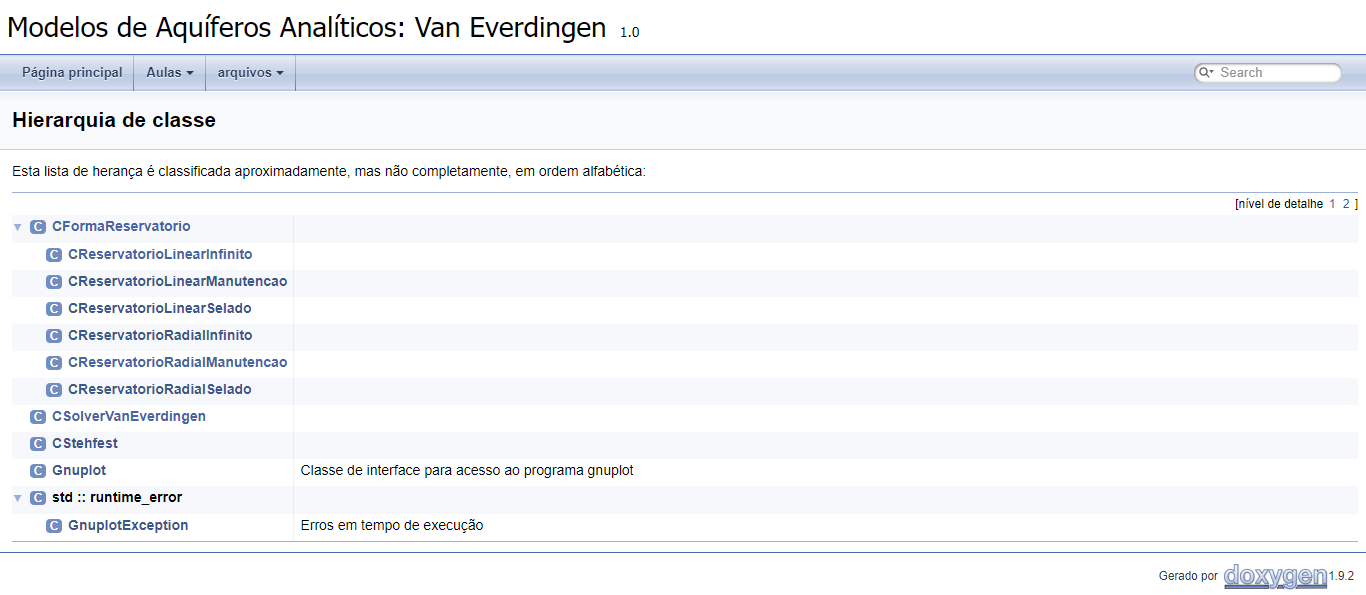 Modelos de Aquíferos Analíticos: Van Everdingen 1.0
Página principal Aulas arquivos Search
Hierarquia de classe
Esta lista de herança é classificada aproximadamente, mas não completamente, em ordem alfabética:
[nível de detalhe 1 2 ]
C CFormaReservatorio
C CReservatorioLinearInfinito
C CReservatorioLinearManutencao
C CReservatorioLinearSelado
C CReservatorioRadialInfinito
C CReservatorioRadialManutencao
C CReservatorioRadialSelado
C CSolverVanEverdingen
C CStehfest
C Gnuplot Classe de interface para acesso ao programa gnuplot
C std :: runtime_error
C GnuplotException Erros em tempo de execução
Gerado por doxygen 1.9.2